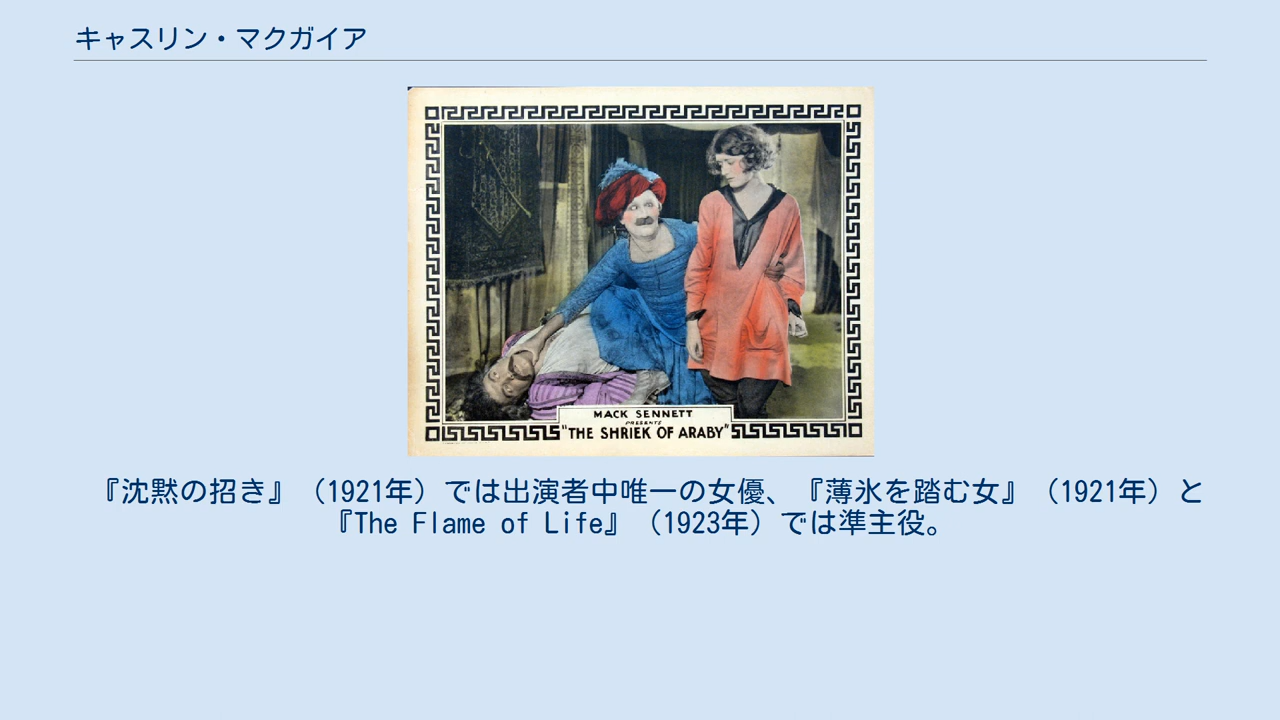 キャスリン・マクガイア
MACK SENNETT
PRESENTS
"THE SHRIEK OF ARABY"
『沈黙の招き』（1921年）では出演者中唯一の女優、『薄氷を踏む女』（1921年）と
『The Flame of Life』（1923年）では準主役。